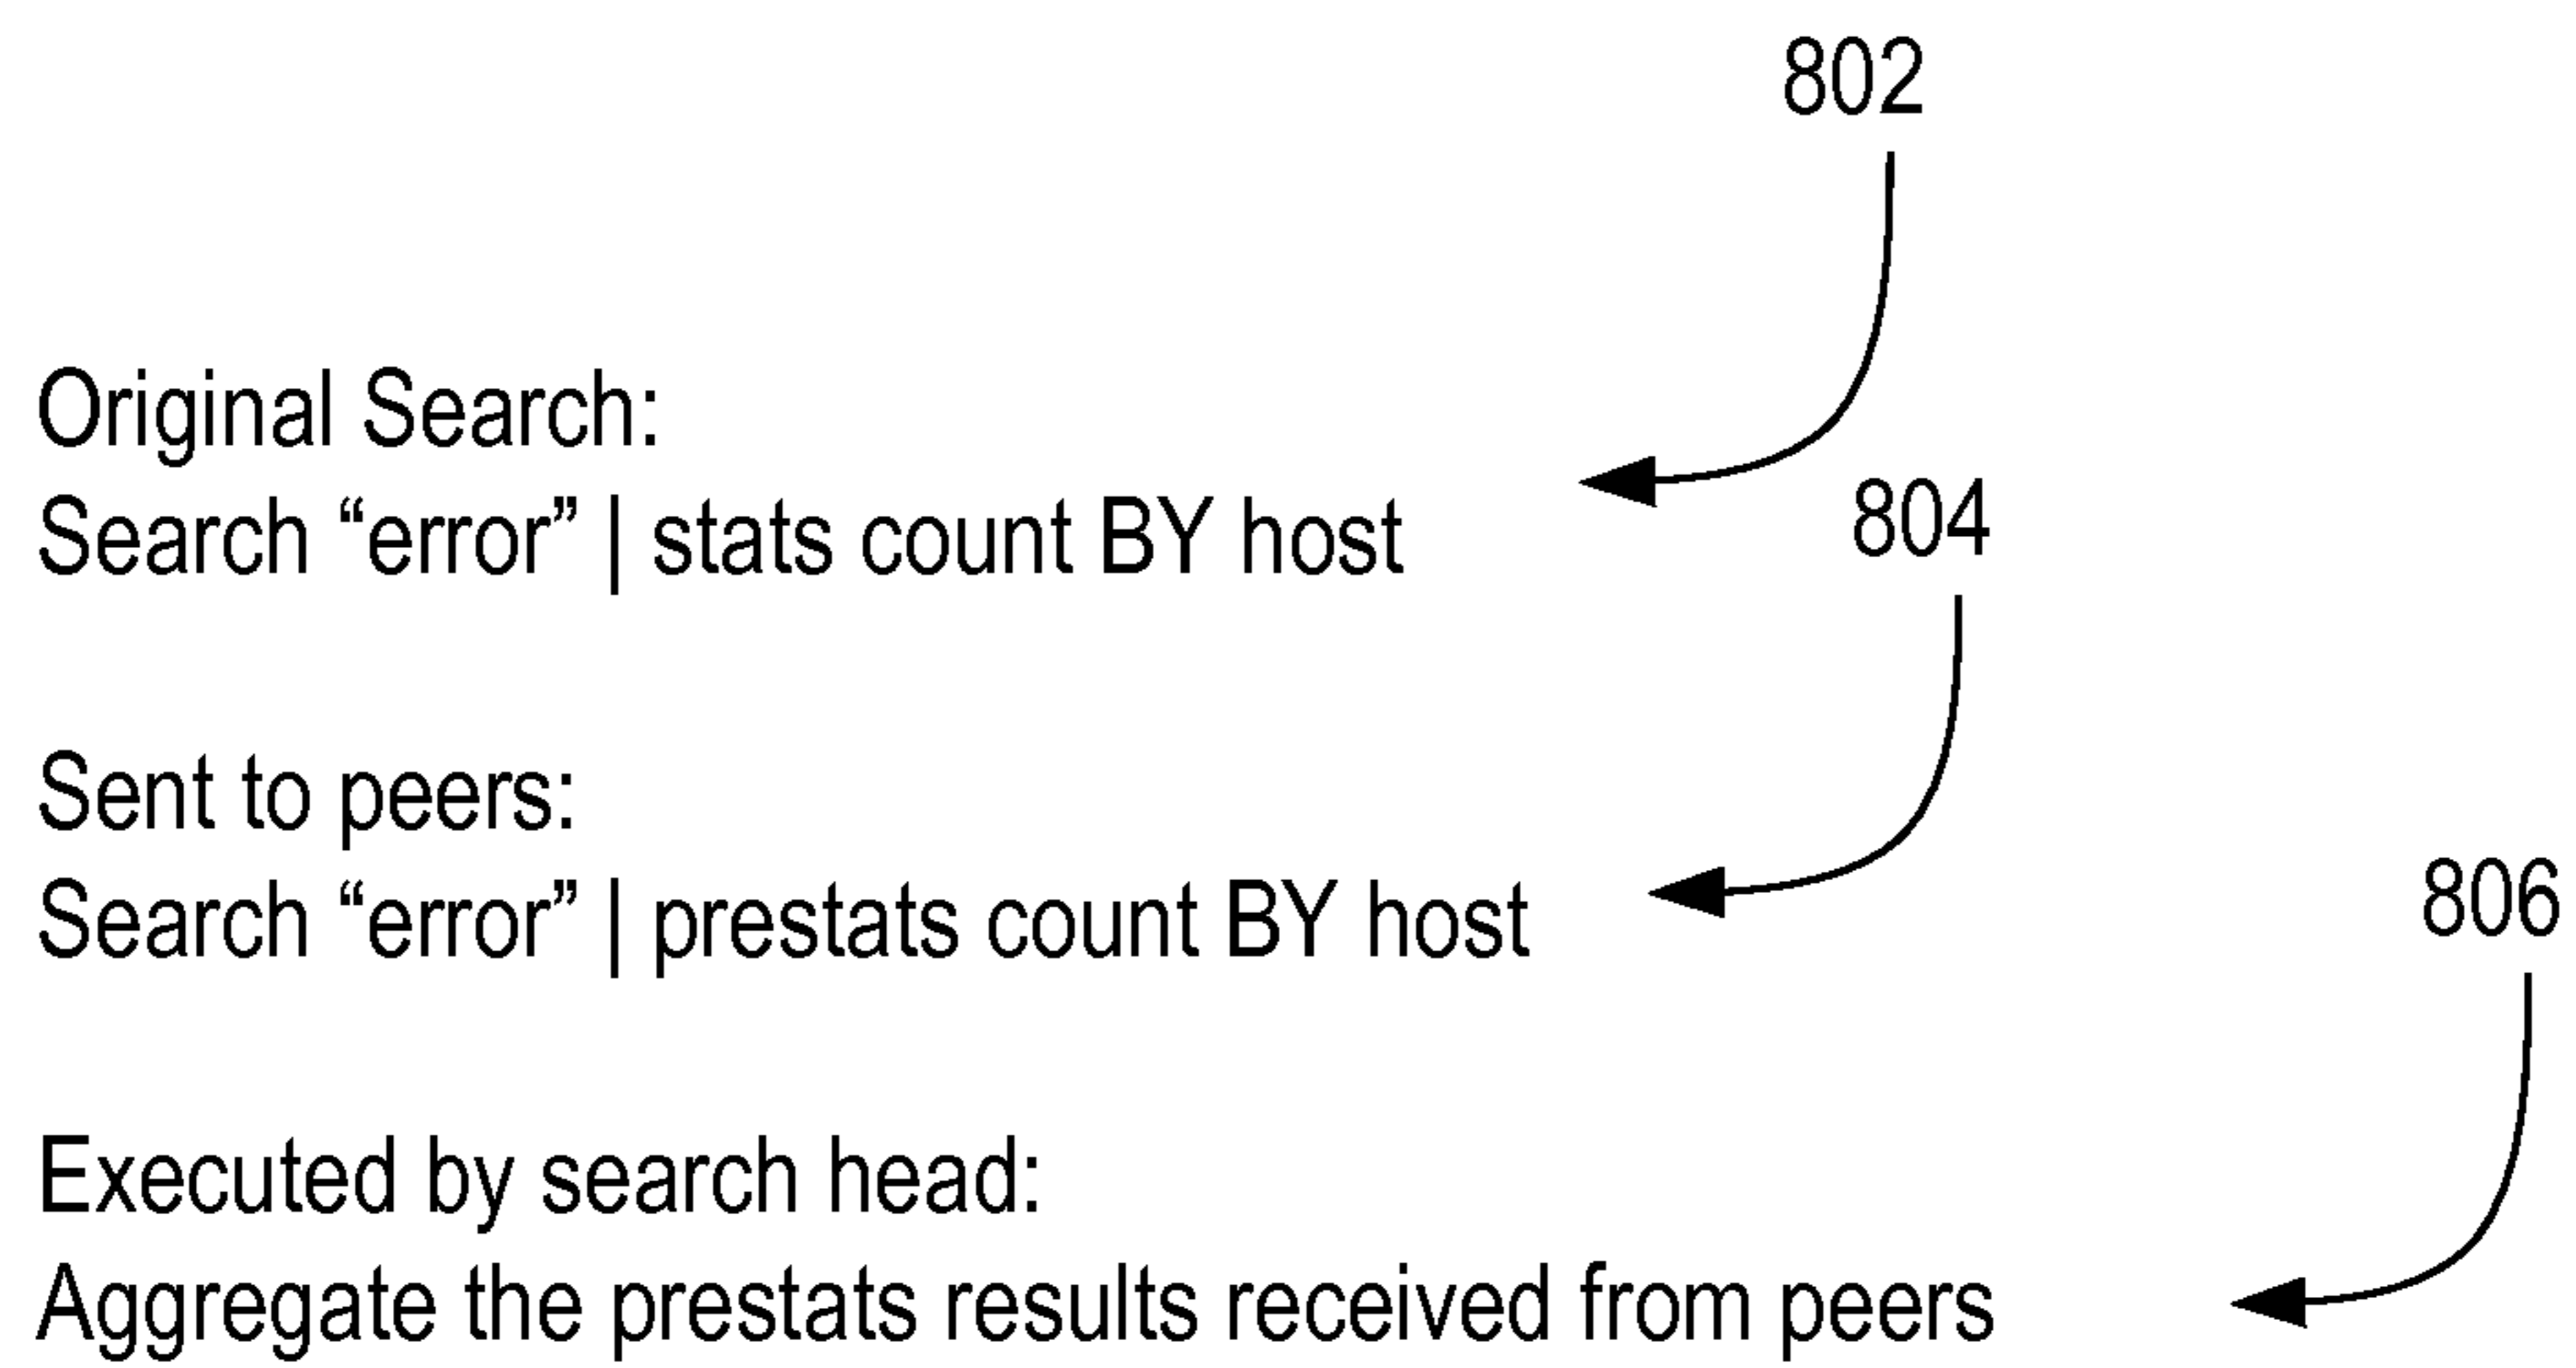 802
Original Search:
Search “error” | stats count BY host
804
Sent to peers:
Search “error” | prestats count BY host
806
Executed by search head:
Aggregate the prestats results received from peers